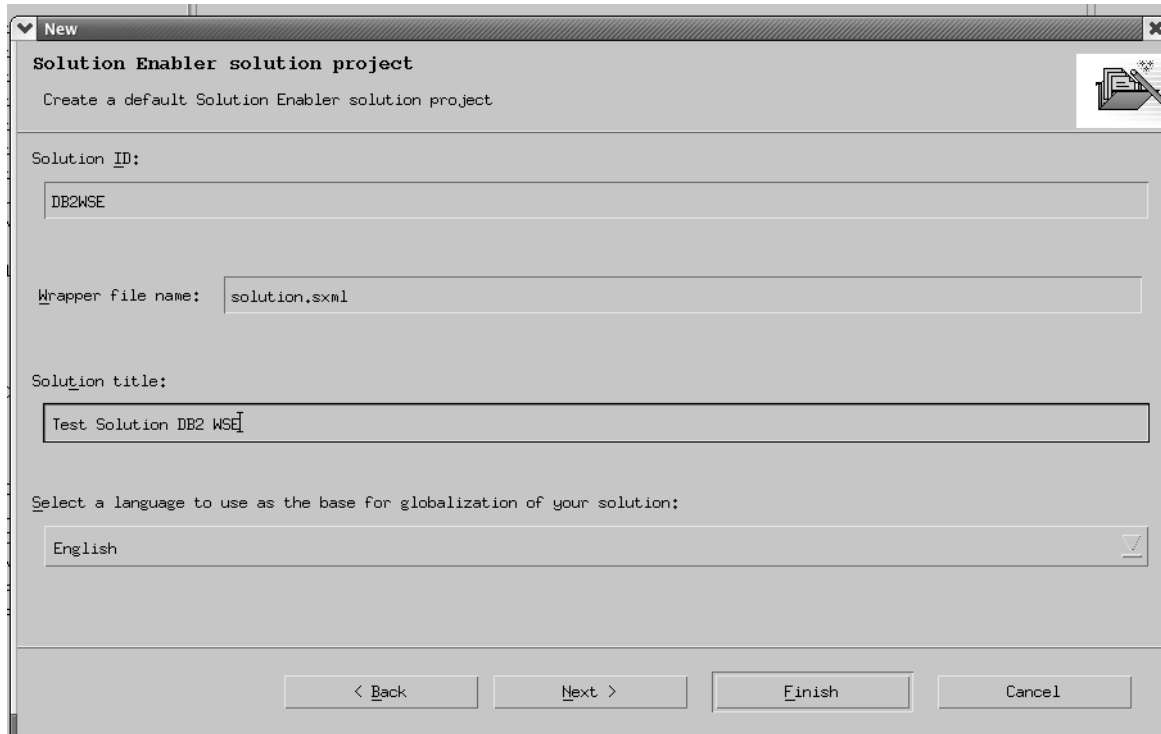 New
Solution Enabler solution project
Create a default Solution Enabler solution project
Solution ID:
DB2WSE
Wrapper file name: solution.sxml
Solution title:
Test Solution DB2 WSE
Select a language to use as the base for globalization of your solution:
English
< Back Next > Finish Cancel